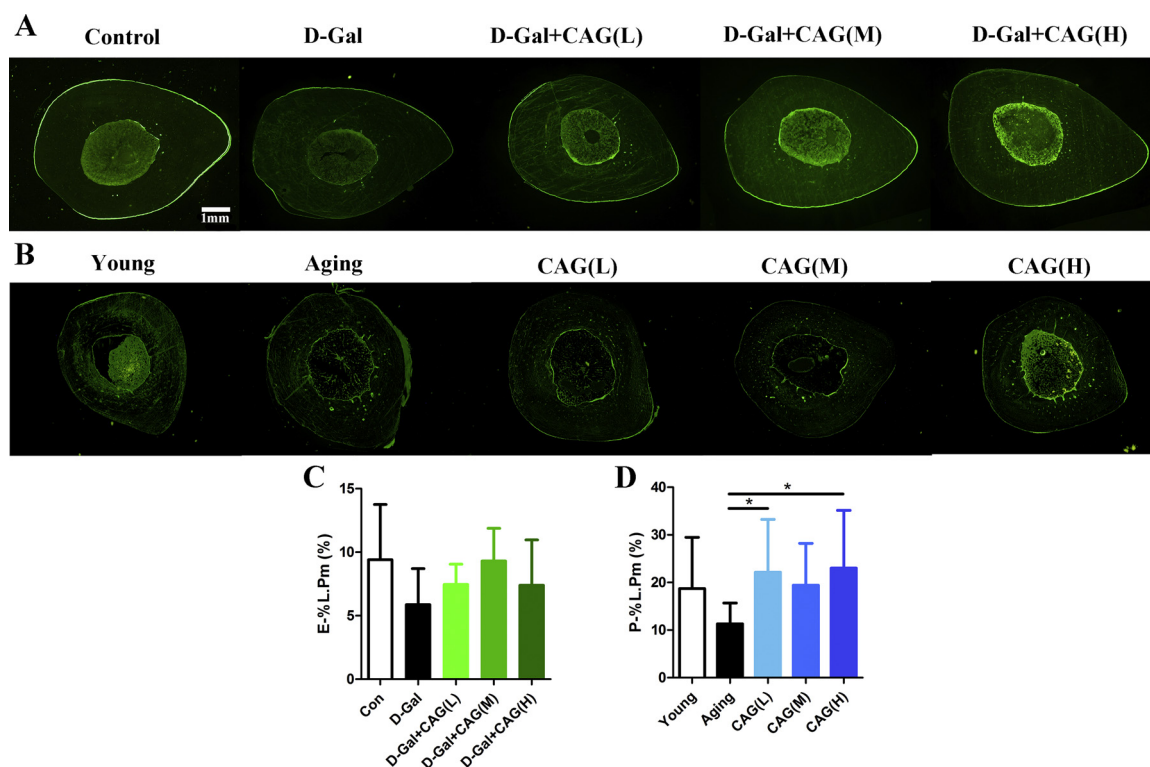 A
Control D-Gal D-Gal+CAG(L) D-Gal+CAG(M) D-Gal+CAG(H)
1mm
B
Young Aging CAG(L) CAG(M) CAG(H)
C
E-%L.Pm (%)
15
10
5
0
Con D-Gal D-Gal+CAG(L) D-Gal+CAG(M) D-Gal+CAG(H)
D
P-%L.Pm (%)
40
30
20
10
0
* *
Young Aging CAG(L) CAG(M) CAG(H)